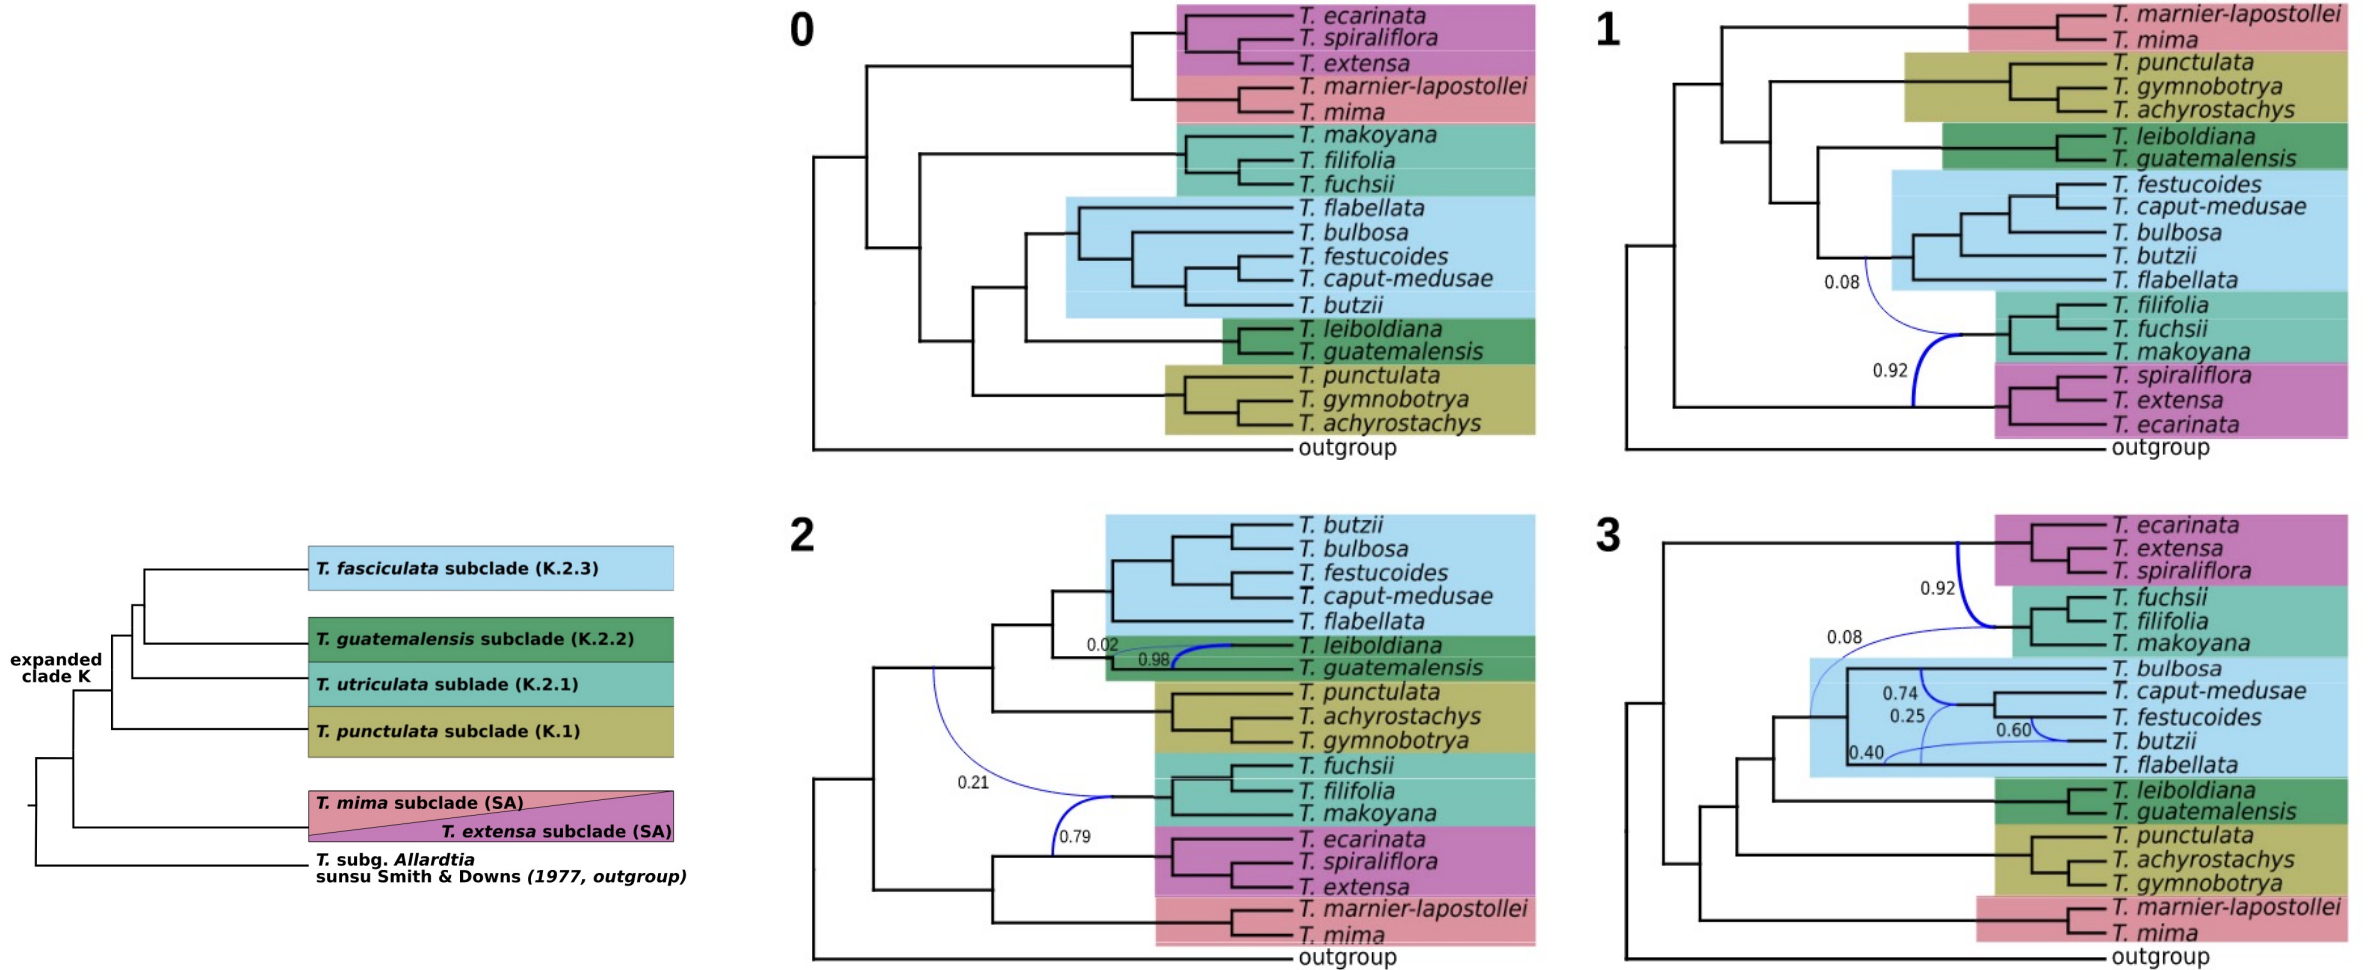 0
T. ecarinata
T. spiraliflora
T. extensa
T. marnier-lapostollei
T. mima
T. makoyana
T. filifolia
T. fuchsii
T. flabellata
T. bulbosa
T. festucoides
T. caput-medusae
T. butzii
T. leiboldiana
T. guatemalensis
T. punctulata
T. gymnobotrya
T. achyrostachys
outgroup
1
T. marnier-lapostollei
T. mima
T. punctulata
T. gymnobotrya
T. achyrostachys
T. leiboldiana
T. guatemalensis
T. festucoides
T. caput-medusae
T. bulbosa
T. butzii
T. flabellata
0.08
T. filifolia
T. fuchsii
T. makoyana
0.92
T. spiraliflora
T. extensa
T. ecarinata
outgroup
T. fasciculata subclade (K.2.3)
T. guatemalensis subclade (K.2.2)
expanded
clade K
T. utriculata sublade (K.2.1)
T. punctulata subclade (K.1)
T. mima subclade (SA)
T. extensa subclade (SA)
T. subg. Allardtia
sunsu Smith & Downs (1977, outgroup)
2
T. butzii
T. bulbosa
T. festucoides
T. caput-medusae
T. flabellata
0.02
T. leiboldiana
0.98
T. guatemalensis
T. punctulata
T. achyrostachys
T. gymnobotrya
T. fuchsii
0.21
T. filifolia
T. makoyana
0.79
T. ecarinata
T. spiraliflora
T. extensa
T. marnier-lapostollei
T. mima
outgroup
3
T. ecarinata
T. extensa
T. spiraliflora
0.92
T. fuchsii
T. filifolia
0.08
T. makoyana
T. bulbosa
0.74
T. caput-medusae
0.25
T. festucoides
0.60
T. butzii
0.40
T. flabellata
T. leiboldiana
T. guatemalensis
T. punctulata
T. achyrostachys
T. gymnobotrya
T. marnier-lapostollei
T. mima
outgroup